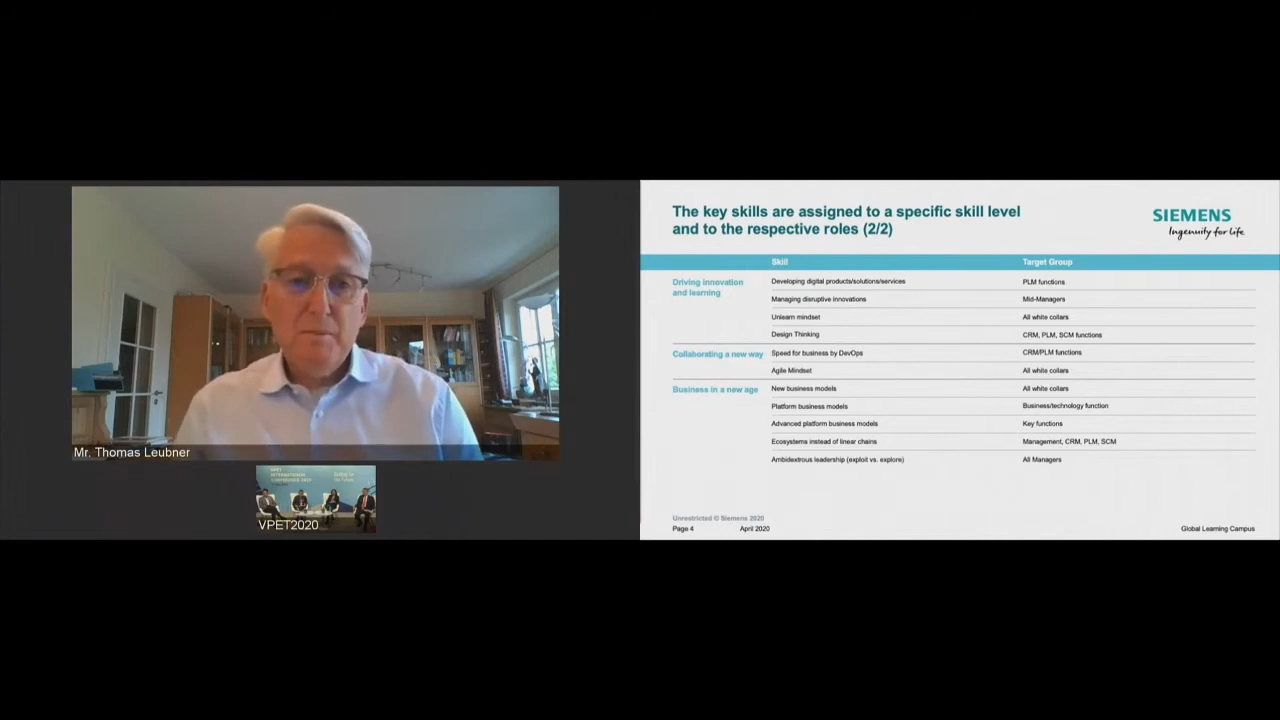 Mr. Thomas Leubner
VPET2020
The key skills are assigned to a specific skill level
and to the respective roles (2/2)
SIEMENS
Ingenuity for life
Skill Target Group
Driving innovation
and learning
Developing digital products/solutions/services PLM functions
Managing disruptive innovations Mid-Managers
Unlearn mindset All white collars
Design Thinking CRM, PLM, SCM functions
Collaborating a new way Speed for business by DevOps CRM/PLM functions
Agile Mindset All white collars
Business in a new age New business models All white collars
Platform business models Business/technology function
Advanced platform business models Key functions
Ecosystems instead of linear chains Management, CRM, PLM, SCM
Ambidextrous leadership (exploit vs. explore) All Managers
Unrestricted © Siemens 2020
Page 4 April 2020 Global Learning Campus